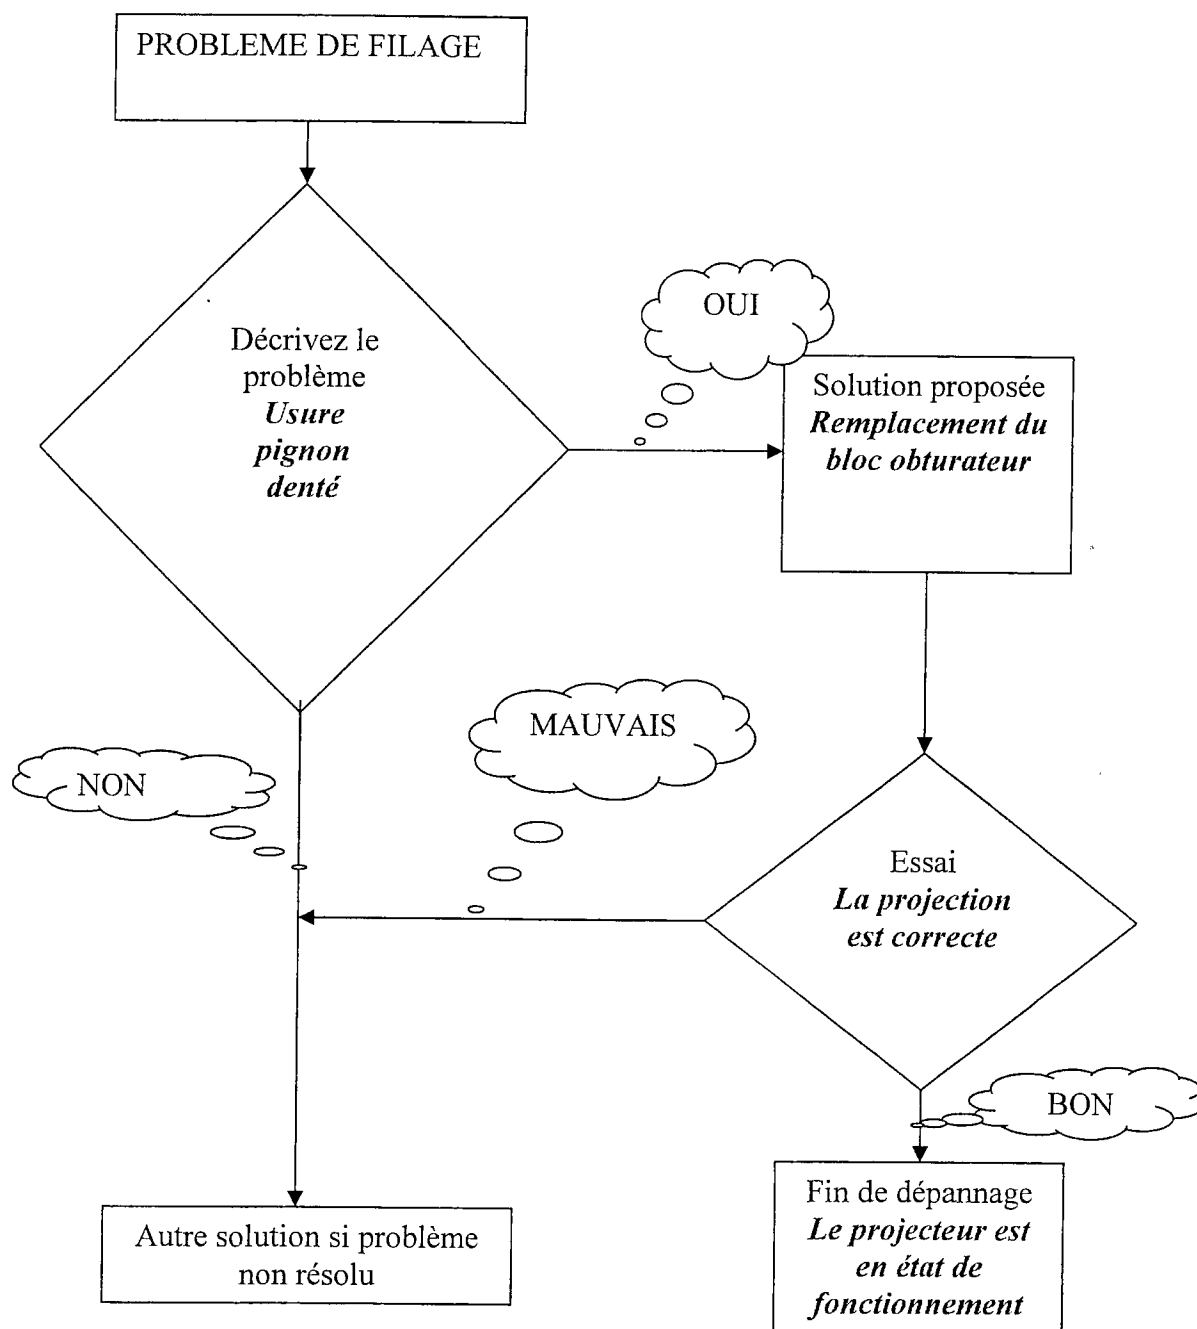 PROBLEME DE FILAGE
OUI
Décrivez le
problème
Usure
pignon
denté
Solution proposée
Remplacement du
bloc obturateur
MAUVAIS
NON
Essai
La projection
est correcte
BON
Autre solution si problème
non résolu
Fin de dépannage
Le projecteur est
en état de
fonctionnement